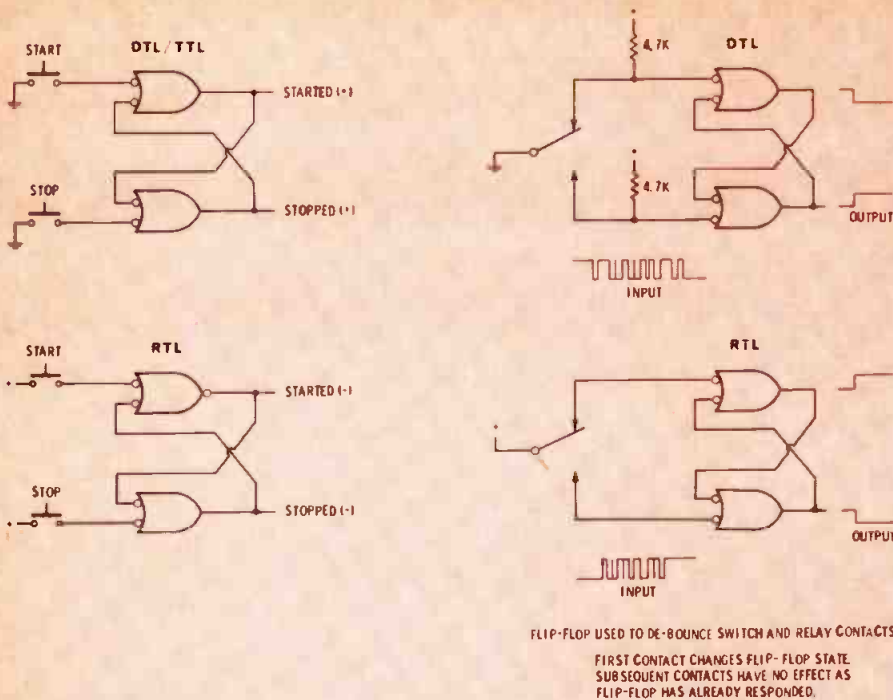 DTL / TTL
START
STARTED (+)
STOP
STOPPED (+)
DTL
+
4.7K
+
4.7K
OUTPUT
INPUT
RTL
START
+
STARTED (-)
STOP
+
STOPPED (-)
RTL
+
OUTPUT
INPUT
FLIP-FLOP USED TO DE-BOUNCE SWITCH AND RELAY CONTACTS
FIRST CONTACT CHANGES FLIP-FLOP STATE
SUBSEQUENT CONTACTS HAVE NO EFFECT AS
FLIP-FLOP HAS ALREADY RESPONDED.